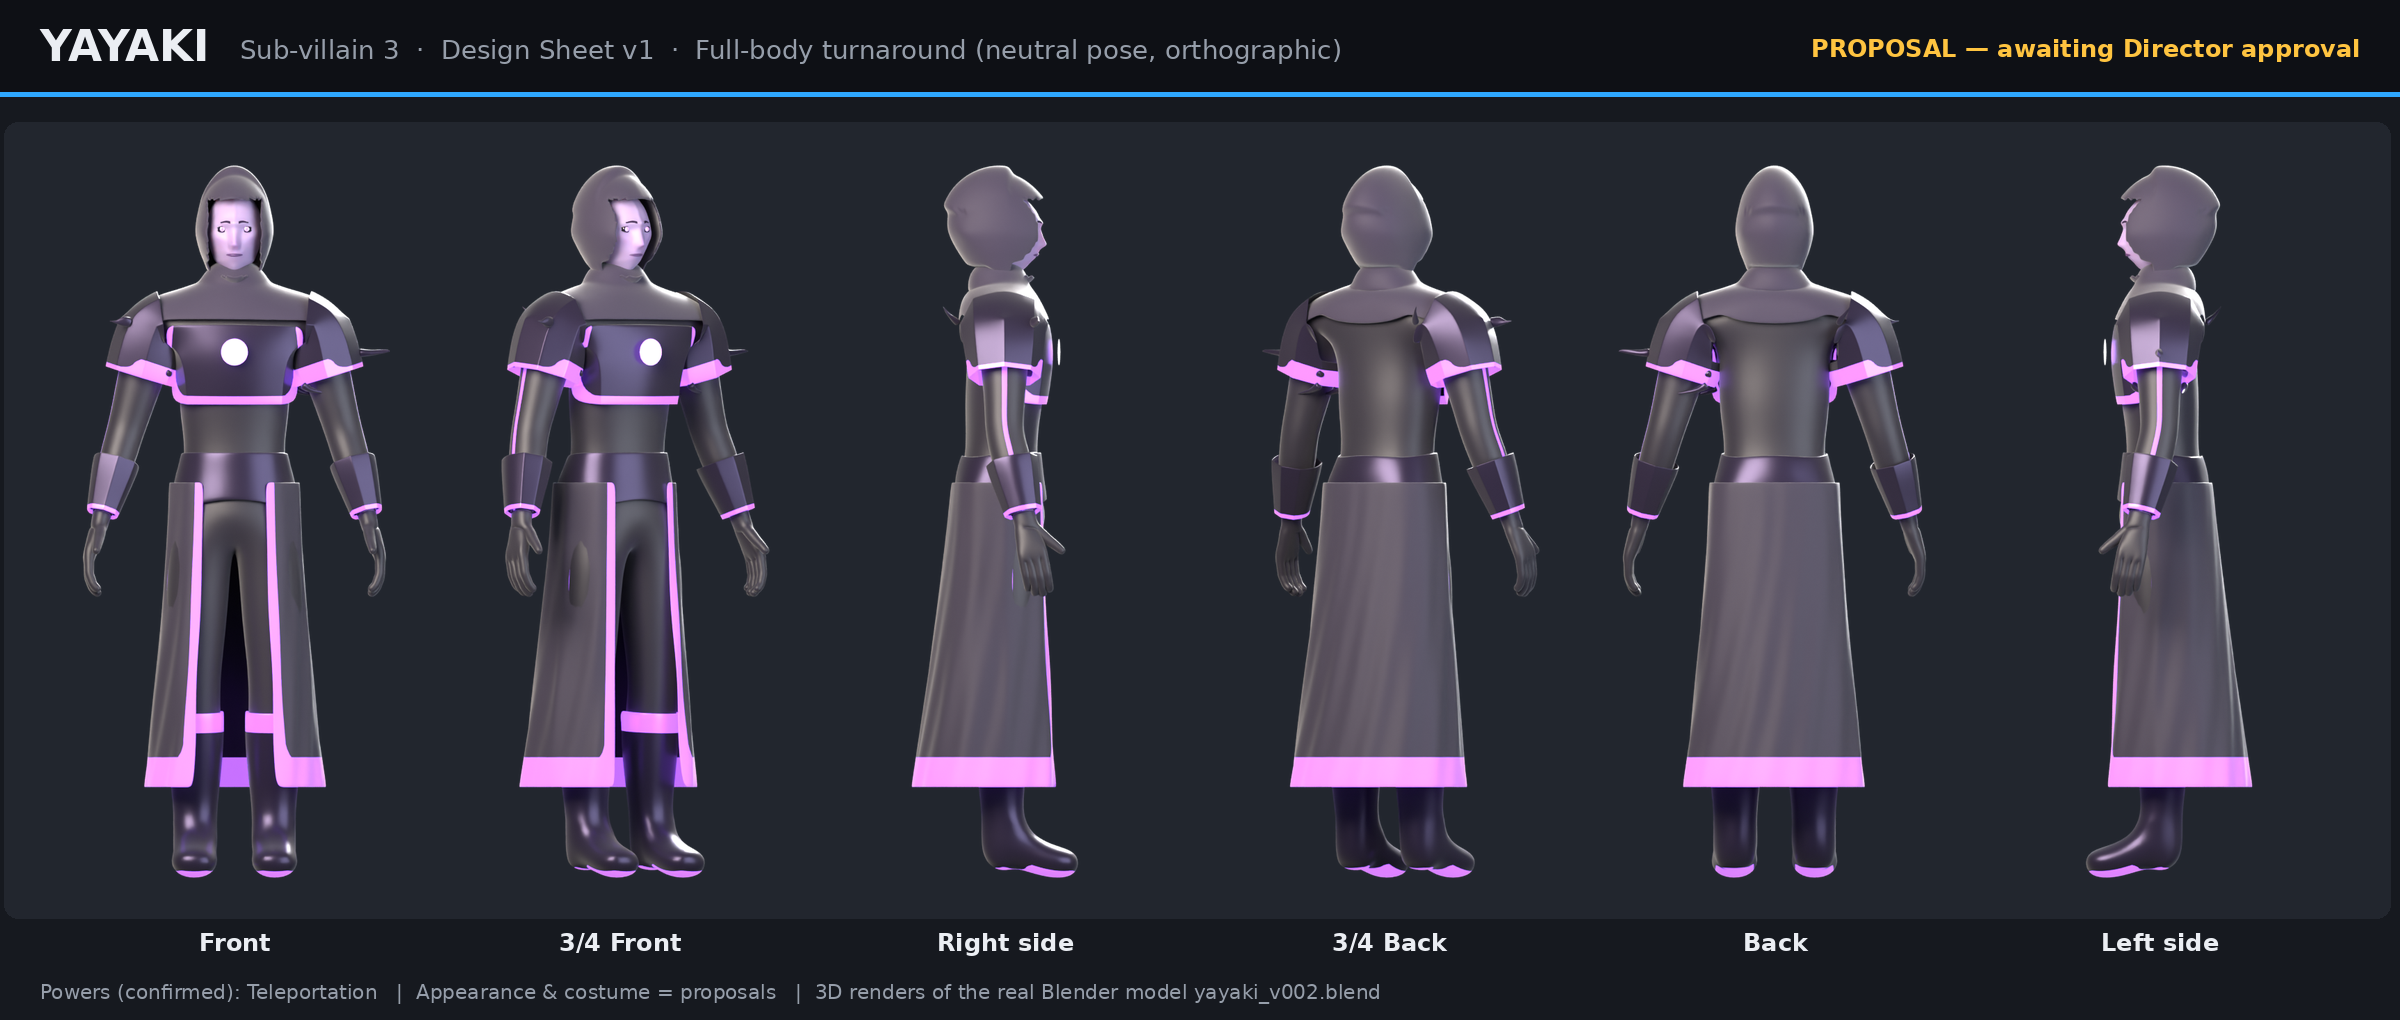 YAYAKI Sub-villain 3 · Design Sheet v1 · Full-body turnaround (neutral pose, orthographic) PROPOSAL — awaiting Director approval
Front 3/4 Front Right side 3/4 Back Back Left side
Powers (confirmed): Teleportation | Appearance & costume = proposals | 3D renders of the real Blender model yayaki_v002.blend